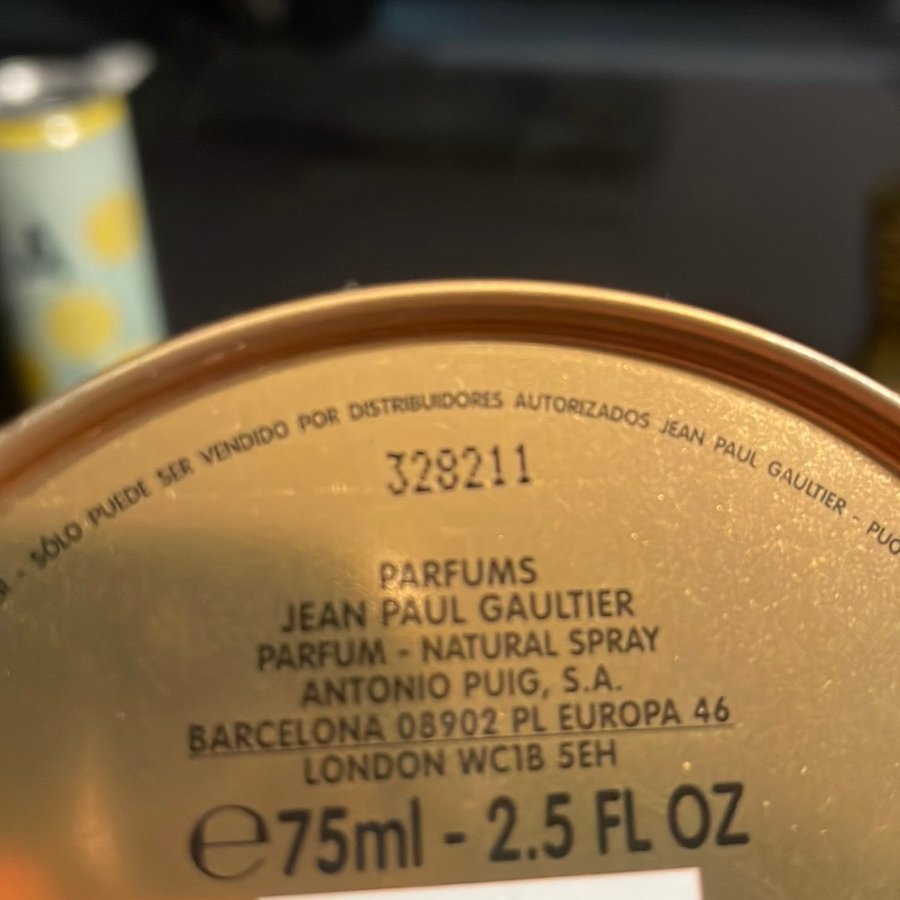 - SÓLO PUEDE SER VENDIDO POR DISTRIBUIDORES AUTORIZADOS JEAN PAUL GAULTIER -
328211
PARFUMS
JEAN PAUL GAULTIER
PARFUM - NATURAL SPRAY
ANTONIO PUIG, S.A.
BARCELONA 08902 PL EUROPA 46
LONDON WC1B 5EH
℮75ml - 2.5 FL OZ